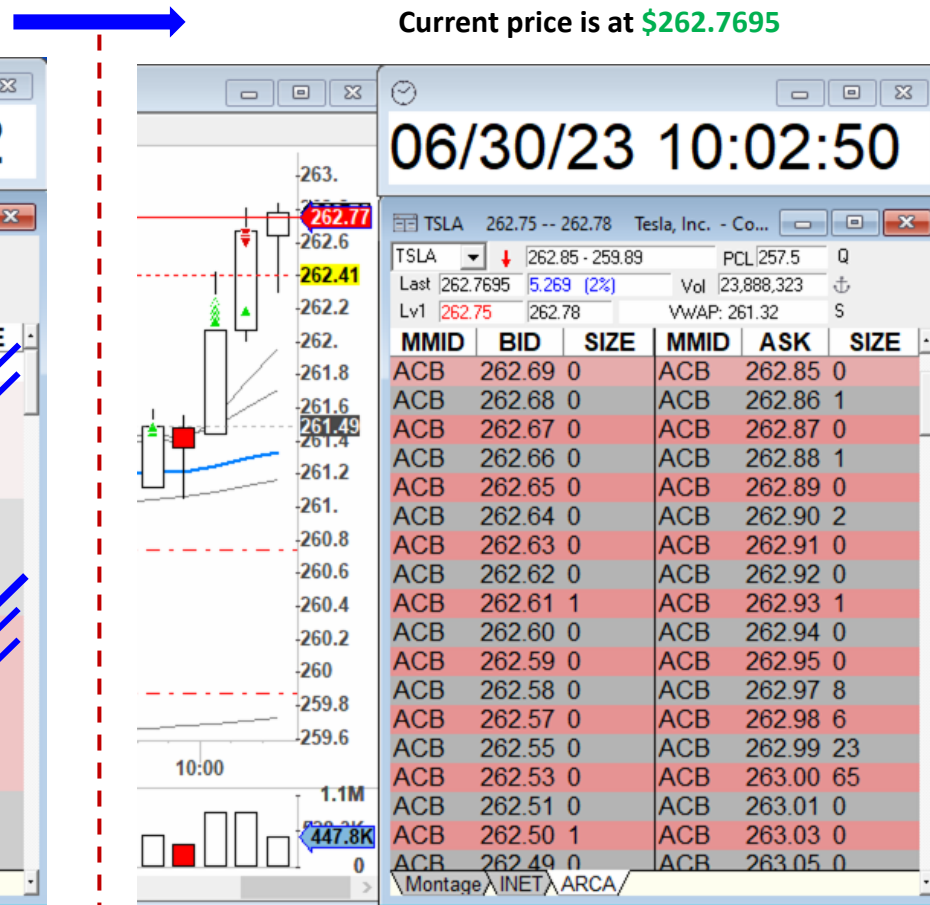 Current price is at $262.7695
06/30/23 10:02:50
263.
262.77
262.6
262.41
262.2
262.
261.8
261.6
261.49
261.4
261.2
261.
260.8
260.6
260.4
260.2
260
259.8
259.6
10:00
1.1M
447.8K
0
TSLA 262.75 -- 262.78 Tesla, Inc. - Co...
TSLA 262.85 - 259.89 PCL 257.5 Q
Last 262.7695 5.269 (2%) Vol 23,888,323
Lv1 262.75 262.78 VWAP: 261.32 S
MMID BID SIZE MMID ASK SIZE
ACB 262.69 0 ACB 262.85 0
ACB 262.68 0 ACB 262.86 1
ACB 262.67 0 ACB 262.87 0
ACB 262.66 0 ACB 262.88 1
ACB 262.65 0 ACB 262.89 0
ACB 262.64 0 ACB 262.90 2
ACB 262.63 0 ACB 262.91 0
ACB 262.62 0 ACB 262.92 0
ACB 262.61 1 ACB 262.93 1
ACB 262.60 0 ACB 262.94 0
ACB 262.59 0 ACB 262.95 0
ACB 262.58 0 ACB 262.97 8
ACB 262.57 0 ACB 262.98 6
ACB 262.55 0 ACB 262.99 23
ACB 262.53 0 ACB 263.00 65
ACB 262.51 0 ACB 263.01 0
ACB 262.50 1 ACB 263.03 0
ACB 262.49 0 ACB 263.05 0
Montage INET ARCA